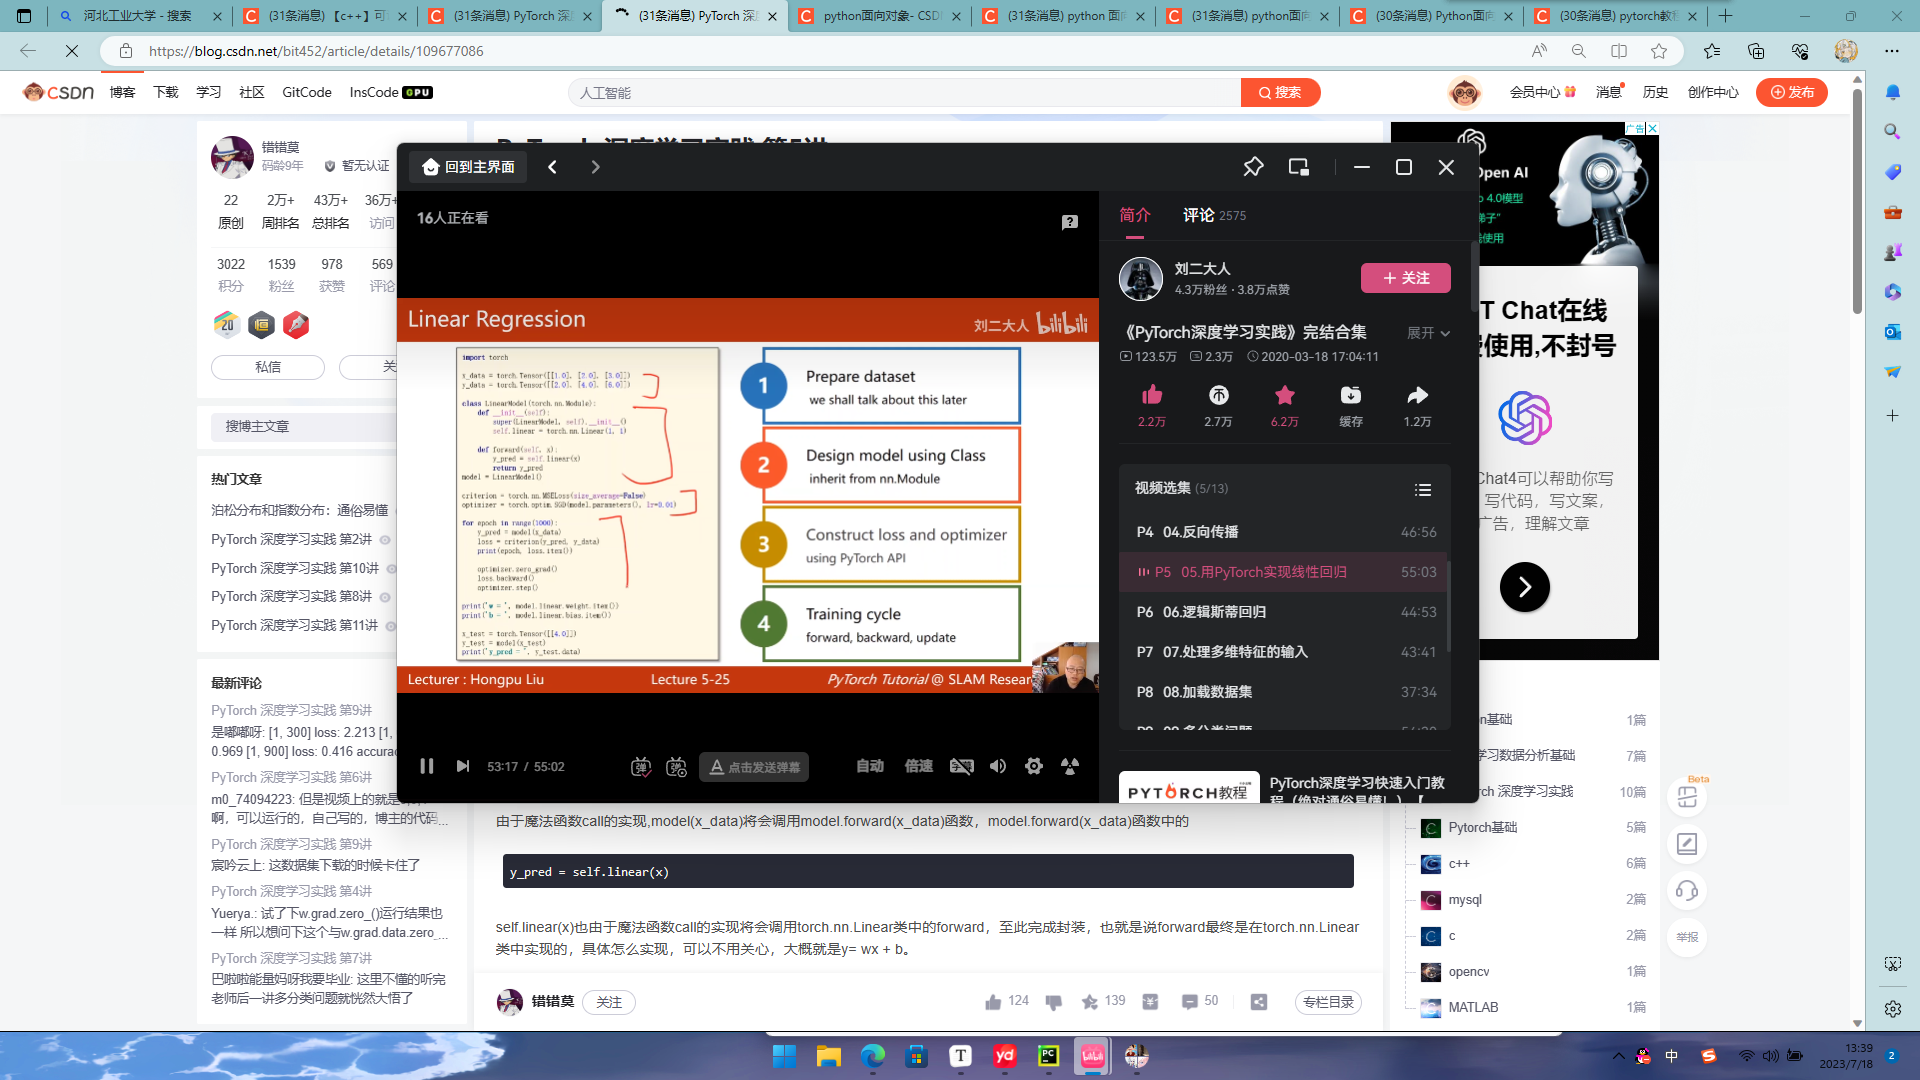 河北工业大学 - 搜索
(31条消息) 【c++】可
(31条消息) PyTorch 深
(31条消息) PyTorch 深度
python面向对象- CSD
(31条消息) python 面
(31条消息) python面向
(30条消息) Python面向
(30条消息) pytorch教程
https://blog.csdn.net/bit452/article/details/109677086
CSDN
博客
下载
学习
社区
GitCode
InsCode GPU
人工智能
搜索
会员中心
消息
历史
创作中心
发布
错错莫
码龄9年
暂无认证
22
2万+
43万+
36万+
原创
周排名
总排名
访问
3022
1539
978
569
积分
粉丝
获赞
评论
20
私信
关
搜博主文章
热门文章
泊松分布和指数分布：通俗易懂
PyTorch 深度学习实践 第2讲
PyTorch 深度学习实践 第10讲
PyTorch 深度学习实践 第8讲
PyTorch 深度学习实践 第11讲
最新评论
PyTorch 深度学习实践 第9讲
是嘟嘟呀: [1, 300] loss: 2.213 [1,
0.969 [1, 900] loss: 0.416 accurac
PyTorch 深度学习实践 第6讲
m0_74094223: 但是视频上的就是
啊，可以运行的，自己写的，博主的代码...
PyTorch 深度学习实践 第9讲
宸吟云上: 这数据集下载的时候卡住了
PyTorch 深度学习实践 第4讲
Yuerya.: 试了下w.grad.zero_()运行结果也
一样 所以想问下这个与w.grad.data.zero_...
PyTorch 深度学习实践 第7讲
巴啦啦能量妈呀我要毕业: 这里不懂的听完
老师后一讲多分类问题就恍然大悟了
回到主界面
16人正在看
Linear Regression
刘二大人 bilibili
import torch
x_data = torch.Tensor([[1.0], [2.0], [3.0]])
y_data = torch.Tensor([[2.0], [4.0], [6.0]])
class LinearModel(torch.nn.Module):
def __init__(self):
super(LinearModel, self).__init__()
self.linear = torch.nn.Linear(1, 1)
def forward(self, x):
y_pred = self.linear(x)
return y_pred
model = LinearModel()
criterion = torch.nn.MSELoss(size_average=False)
optimizer = torch.optim.SGD(model.parameters(), lr=0.01)
for epoch in range(1000):
y_pred = model(x_data)
loss = criterion(y_pred, y_data)
print(epoch, loss.item())
optimizer.zero_grad()
loss.backward()
optimizer.step()
print('w = ', model.linear.weight.item())
print('b = ', model.linear.bias.item())
x_test = torch.Tensor([[4.0]])
y_test = model(x_test)
print('y_pred = ', y_test.data)
1
Prepare dataset
we shall talk about this later
2
Design model using Class
inherit from nn.Module
3
Construct loss and optimizer
using PyTorch API
4
Training cycle
forward, backward, update
Lecturer : Hongpu Liu
Lecture 5-25
PyTorch Tutorial @ SLAM Resear
53:17 / 55:02
点击发送弹幕
自动
倍速
简介
评论 2575
刘二大人
4.3万粉丝 · 3.8万点赞
+ 关注
《PyTorch深度学习实践》完结合集
展开
123.5万
2.3万
2020-03-18 17:04:11
2.2万
2.7万
6.2万
缓存
1.2万
视频选集 (5/13)
P4 04.反向传播 46:56
P5 05.用PyTorch实现线性回归 55:03
P6 06.逻辑斯蒂回归 44:53
P7 07.处理多维特征的输入 43:41
P8 08.加载数据集 37:34
PYTORCH教程
PyTorch深度学习快速入门教
由于魔法函数call的实现,model(x_data)将会调用model.forward(x_data)函数，model.forward(x_data)函数中的
y_pred = self.linear(x)
self.linear(x)也由于魔法函数call的实现将会调用torch.nn.Linear类中的forward，至此完成封装，也就是说forward最终是在torch.nn.Linear
类中实现的，具体怎么实现，可以不用关心，大概就是y= wx + b。
错错莫
关注
124
139
50
专栏目录
广告
Open AI
4.0模型
使用
T Chat在线
使用,不封号
Chat4可以帮助你写
写代码，写文案，
广告，理解文章
n基础 1篇
学习数据分析基础 7篇
rch 深度学习实践 10篇
Pytorch基础 5篇
c++ 6篇
mysql 2篇
c 2篇
opencv 1篇
MATLAB 1篇
Beta
举报
T
yd
PC
bilibili
中
13:39
2023/7/18
2